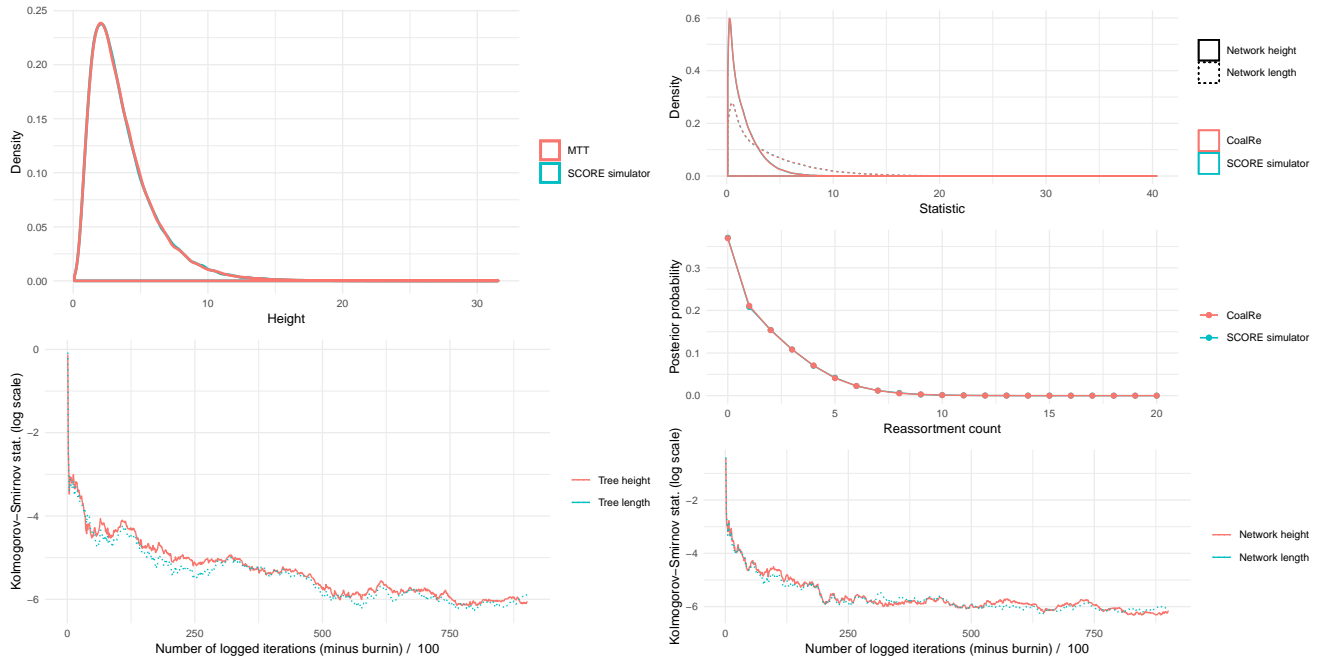 0.25
0.20
0.15
0.10
0.05
0.00
Density
0
10
20
30
Height
MTT
SCORE simulator
0
−2
−4
−6
Kolmogorov−Smirnov stat. (log scale)
0
250
500
750
Number of logged iterations (minus burnin) / 100
Tree height
Tree length
0.6
0.4
0.2
0.0
Density
0
10
20
30
40
Statistic
Network height
Network length
CoalRe
SCORE simulator
0.3
0.2
0.1
0.0
Posterior probability
0
5
10
15
20
Reassortment count
CoalRe
SCORE simulator
−2
−4
−6
Kolmogorov−Smirnov stat. (log scale)
0
250
500
750
Number of logged iterations (minus burnin) / 100
Network height
Network length